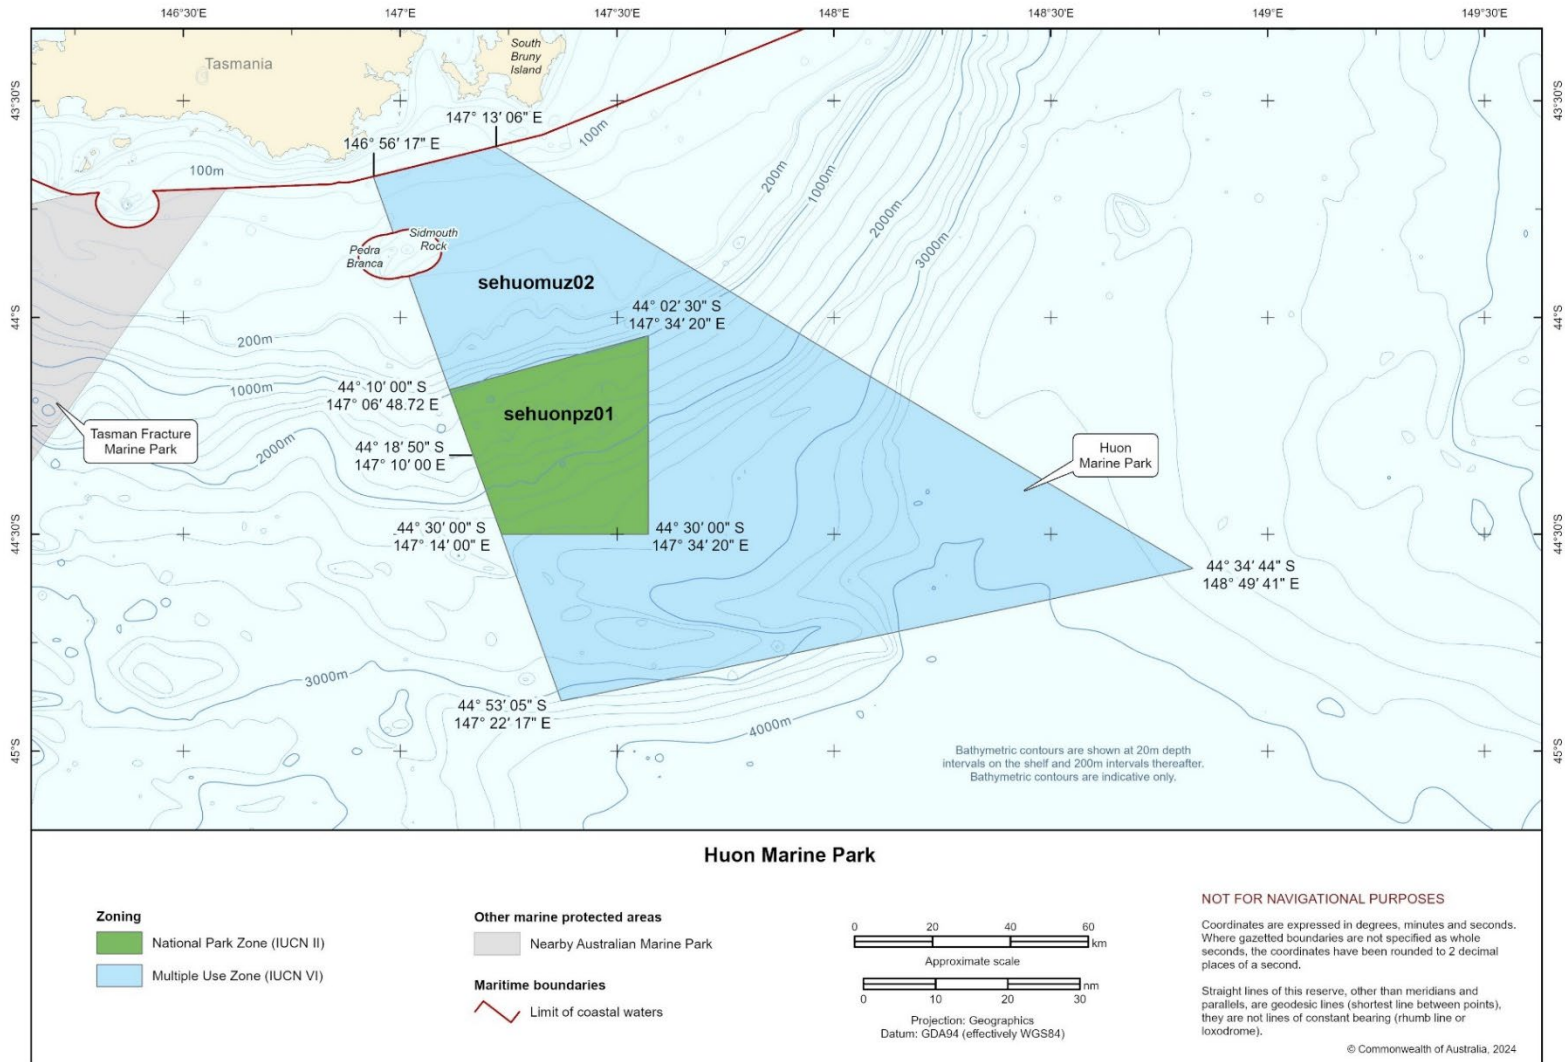 146°30'E
147°E
147°30'E
148°E
148°30'E
149°E
149°30'E
43°30'S
44°S
44°30'S
45°S
43°30'S
44°S
44°30'S
45°S
Tasmania
South
Bruny
Island
147° 13' 06" E
146° 56' 17" E
100m
100m
200m
1000m
2000m
3000m
Pedra
Branca
Sidmouth
Rock
sehuomuz02
44° 02' 30" S
147° 34' 20" E
200m
1000m
2000m
44° 10' 00" S
147° 06' 48.72 E
sehuonpz01
Tasman Fracture
Marine Park
44° 18' 50" S
147° 10' 00 E
Huon
Marine Park
44° 30' 00" S
147° 14' 00" E
44° 30' 00" S
147° 34' 20" E
44° 34' 44" S
148° 49' 41" E
3000m
44° 53' 05" S
147° 22' 17" E
4000m
Bathymetric contours are shown at 20m depth
intervals on the shelf and 200m intervals thereafter.
Bathymetric contours are indicative only.
Huon Marine Park
Zoning
National Park Zone (IUCN II)
Multiple Use Zone (IUCN VI)
Other marine protected areas
Nearby Australian Marine Park
Maritime boundaries
Limit of coastal waters
0 20 40 60
km
Approximate scale
nm
0 10 20 30
Projection: Geographics
Datum: GDA94 (effectively WGS84)
NOT FOR NAVIGATIONAL PURPOSES
Coordinates are expressed in degrees, minutes and seconds.
Where gazetted boundaries are not specified as whole
seconds, the coordinates have been rounded to 2 decimal
places of a second.
Straight lines of this reserve, other than meridians and
parallels, are geodesic lines (shortest line between points),
they are not lines of constant bearing (rhumb line or
loxodrome).
© Commonwealth of Australia, 2024